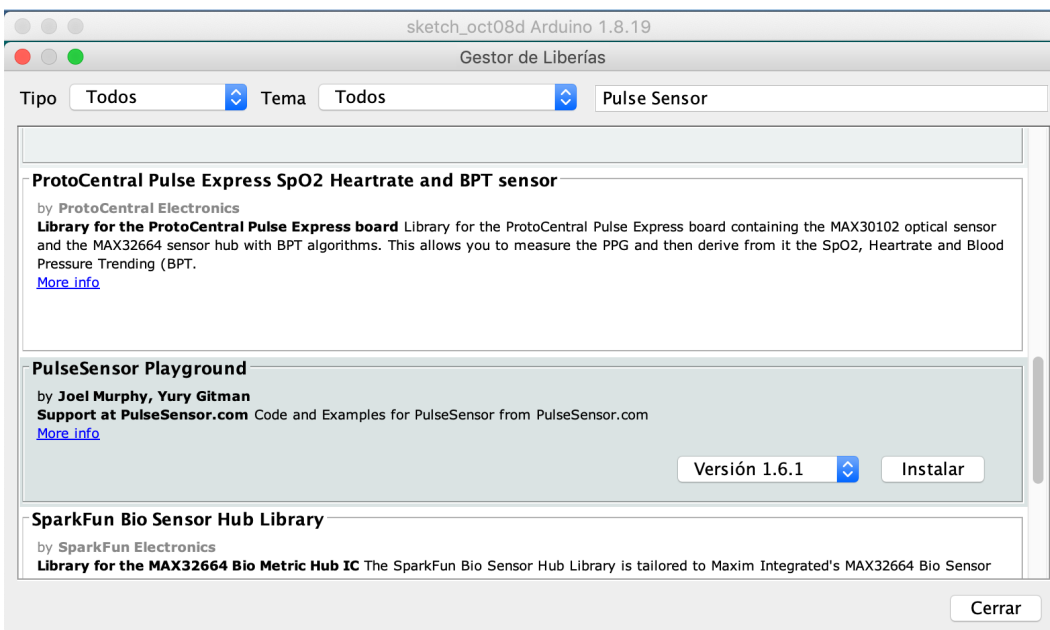 sketch_oct08d Arduino 1.8.19
Gestor de Liberías
Tipo Todos Tema Todos Pulse Sensor
ProtoCentral Pulse Express SpO2 Heartrate and BPT sensor
by ProtoCentral Electronics
Library for the ProtoCentral Pulse Express board Library for the ProtoCentral Pulse Express board containing the MAX30102 optical sensor
and the MAX32664 sensor hub with BPT algorithms. This allows you to measure the PPG and then derive from it the SpO2, Heartrate and Blood
Pressure Trending (BPT.
More info
PulseSensor Playground
by Joel Murphy, Yury Gitman
Support at PulseSensor.com Code and Examples for PulseSensor from PulseSensor.com
More info
Versión 1.6.1 Instalar
SparkFun Bio Sensor Hub Library
by SparkFun Electronics
Library for the MAX32664 Bio Metric Hub IC The SparkFun Bio Sensor Hub Library is tailored to Maxim Integrated's MAX32664 Bio Sensor
Cerrar